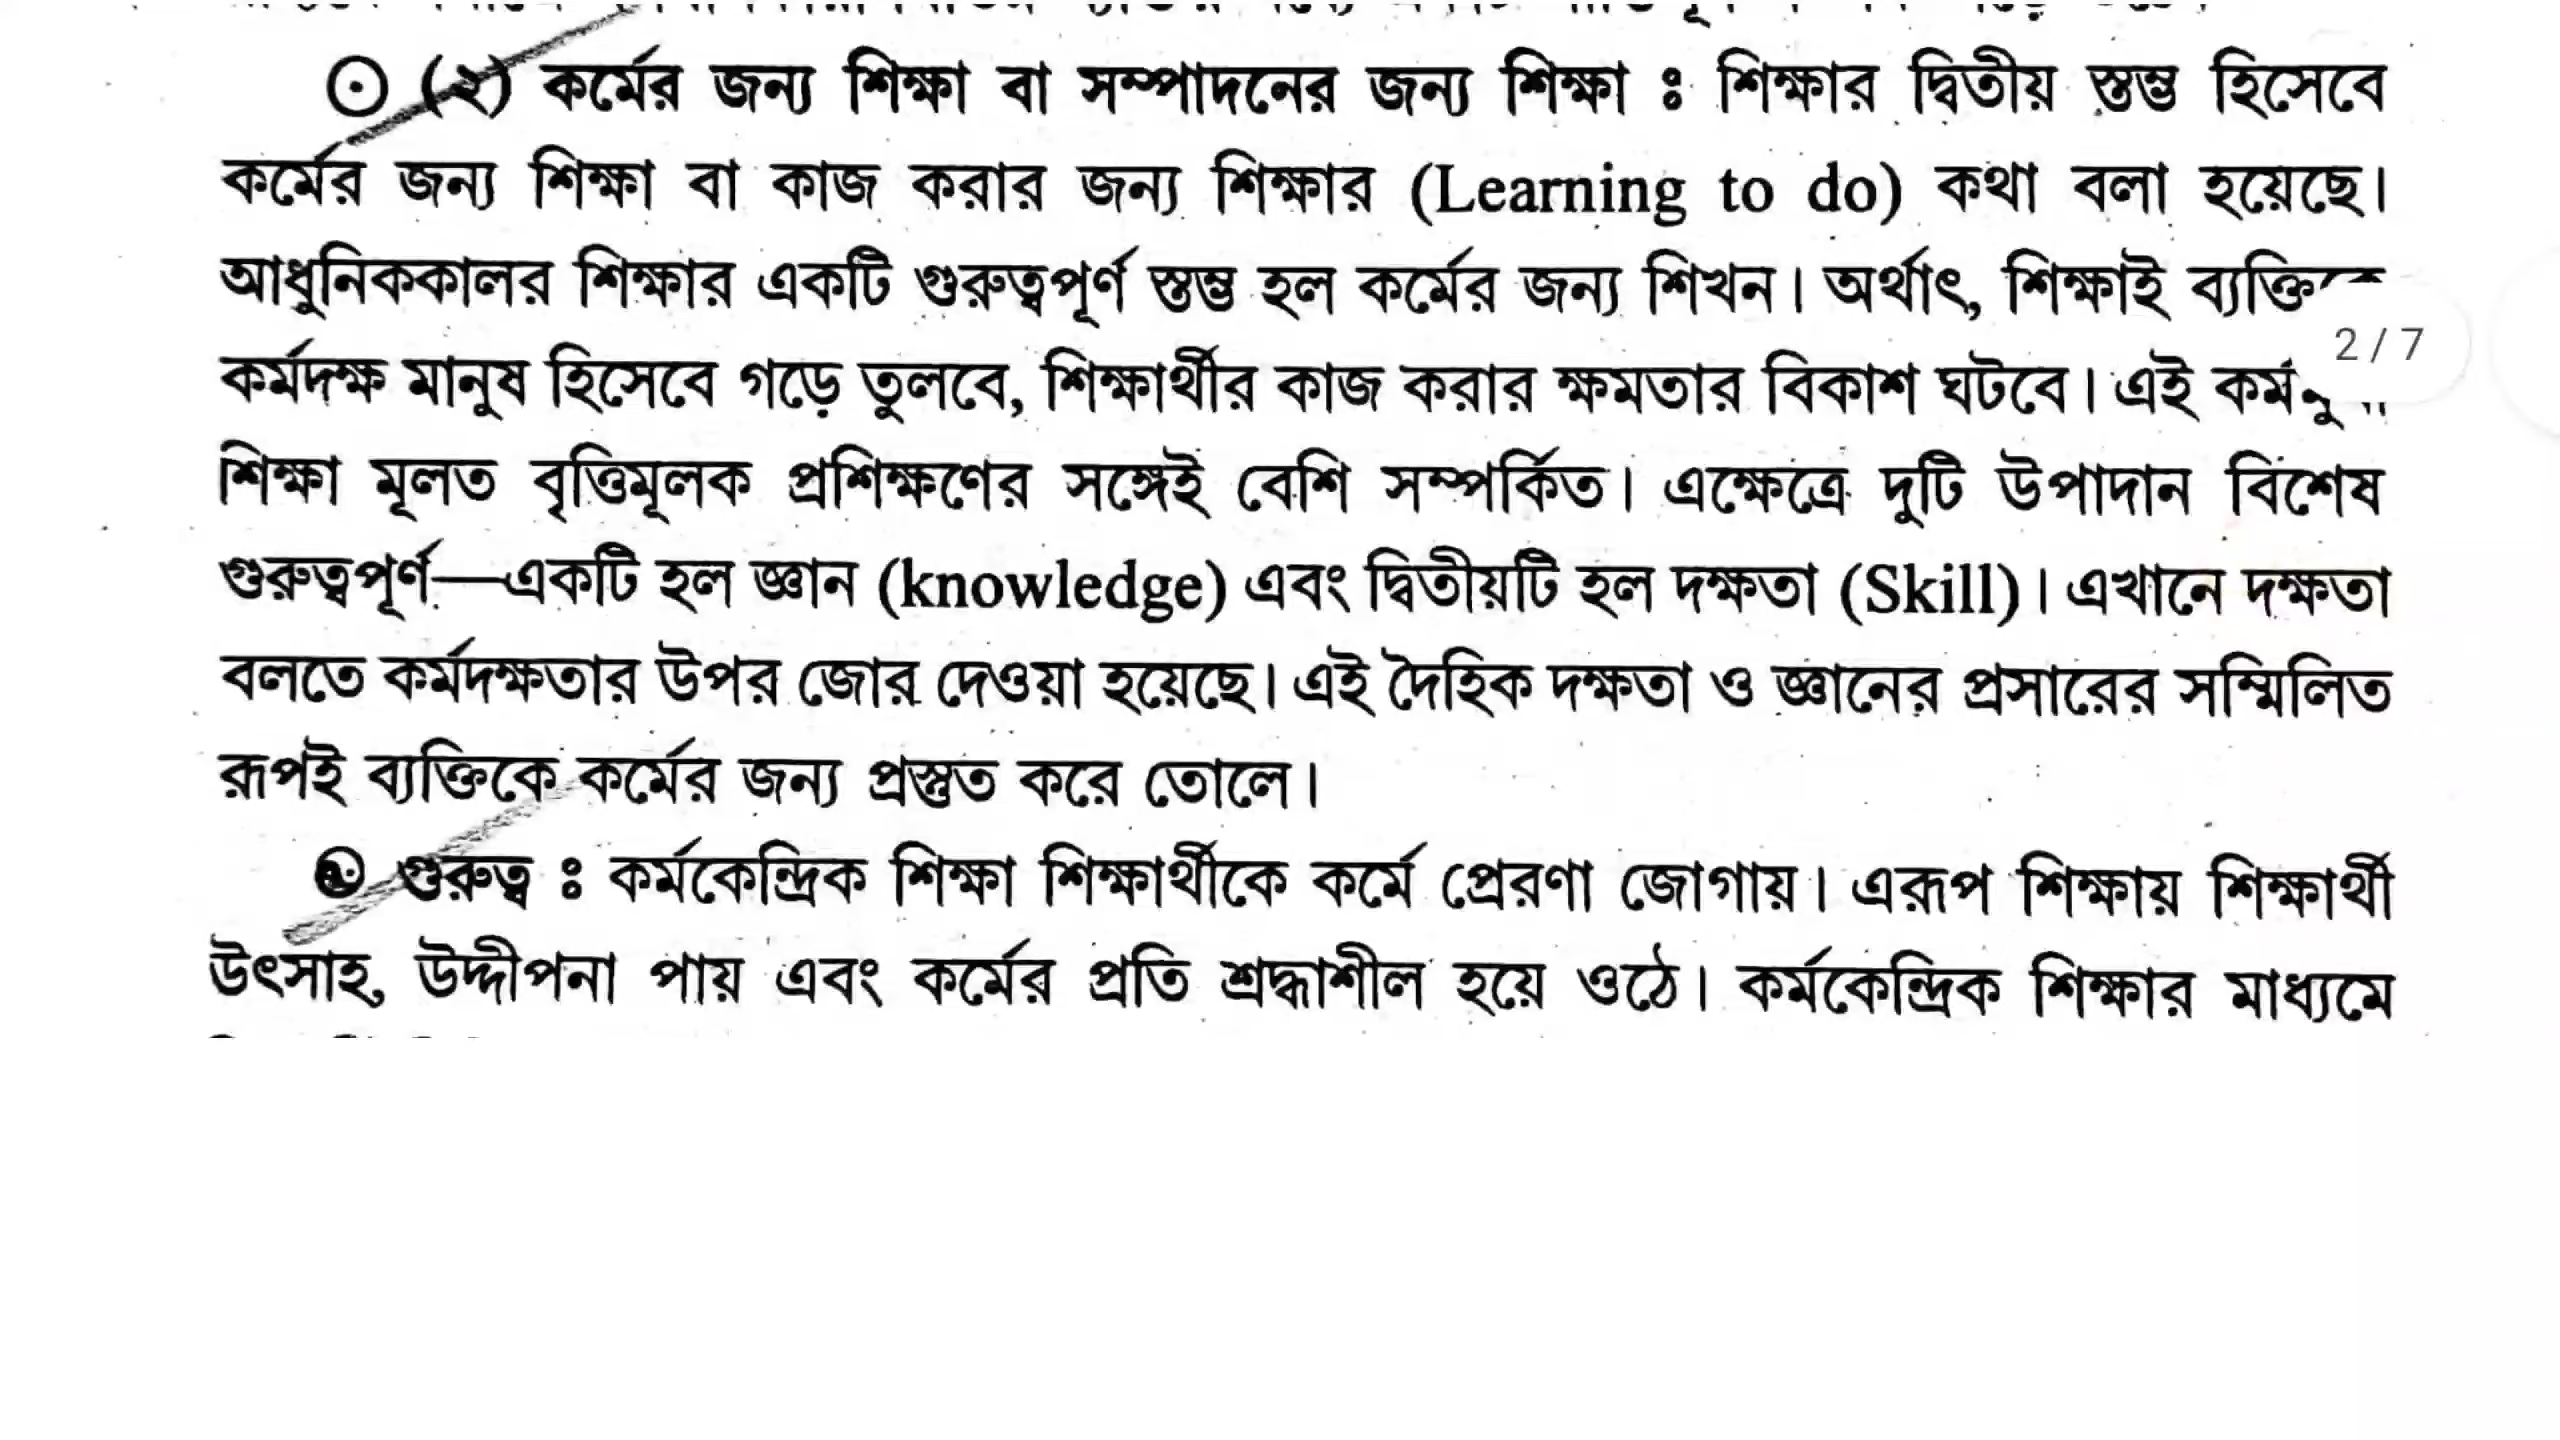 ⊙ (২) কর্মের জন্য শিক্ষা বা সম্পাদনের জন্য শিক্ষা ঃ শিক্ষার দ্বিতীয় স্তম্ভ হিসেবে
কর্মের জন্য শিক্ষা বা কাজ করার জন্য শিক্ষার (Learning to do) কথা বলা হয়েছে।
আধুনিককালর শিক্ষার একটি গুরুত্বপূর্ণ স্তম্ভ হল কর্মের জন্য শিখন। অর্থাৎ, শিক্ষাই
2/7
কর্মদক্ষ মানুষ হিসেবে গড়ে তুলবে, শিক্ষার্থীর কাজ করার ক্ষমতার বিকাশ ঘটবে। এই
শিক্ষা মূলত বৃত্তিমূলক প্রশিক্ষণের সঙ্গেই বেশি সম্পর্কিত। এক্ষেত্রে দুটি উপাদান বিশেষ
গুরুত্বপূর্ণ—একটি হল জ্ঞান (knowledge) এবং দ্বিতীয়টি হল দক্ষতা (Skill)। এখানে দক্ষতা
বলতে কর্মদক্ষতার উপর জোর দেওয়া হয়েছে। এই দৈহিক দক্ষতা ও জ্ঞানের প্রসারের সম্মিলিত
রূপই ব্যক্তিকে কর্মের জন্য প্রস্তুত করে তোলে।
⊙ গুরুত্ব ঃ কর্মকেন্দ্রিক শিক্ষা শিক্ষার্থীকে কর্মে প্রেরণা জোগায়। এরূপ শিক্ষায় শিক্ষার্থী
উৎসাহ, উদ্দীপনা পায় এবং কর্মের প্রতি শ্রদ্ধাশীল হয়ে ওঠে। কর্মকেন্দ্রিক শিক্ষার মাধ্যমে